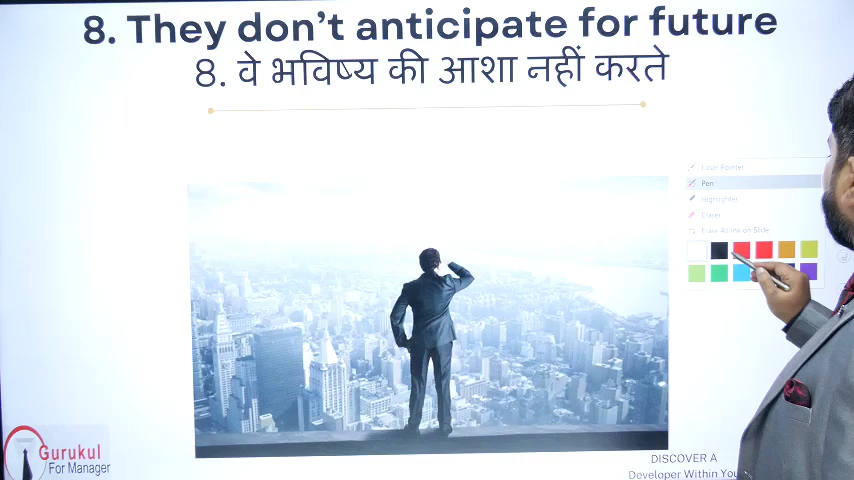 8. They don't anticipate for future
8. वे भविष्य की आशा नहीं करते
Laser Pointer
Pen
Highlighter
Eraser
Erase All Ink on Slide
Gurukul
For Manager
DISCOVER A
Developer Within You